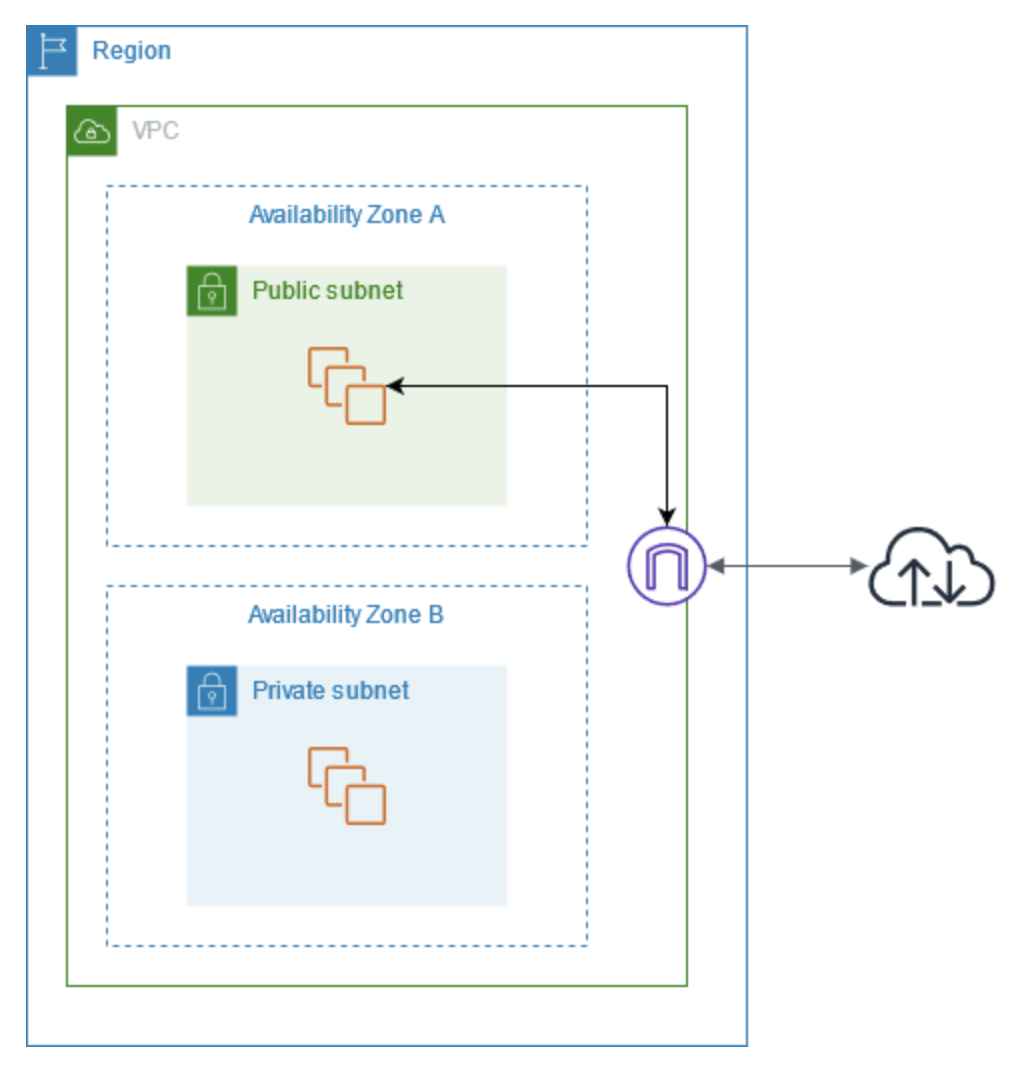 Region
VPC
Availability Zone A
Public subnet
Availability Zone B
Private subnet